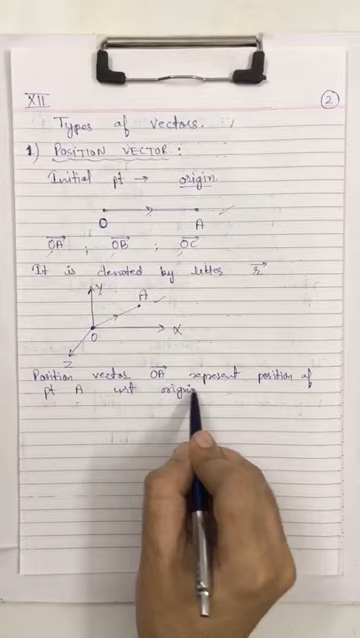 XII
2
Types of vectors.
1) POSITION VECTOR :
Initial pt → origin.
O A
OA ; OB ; OC
It is denoted by letter r
Y
A
O X
Z
Position vector OA represent position of
pt A wrt origin